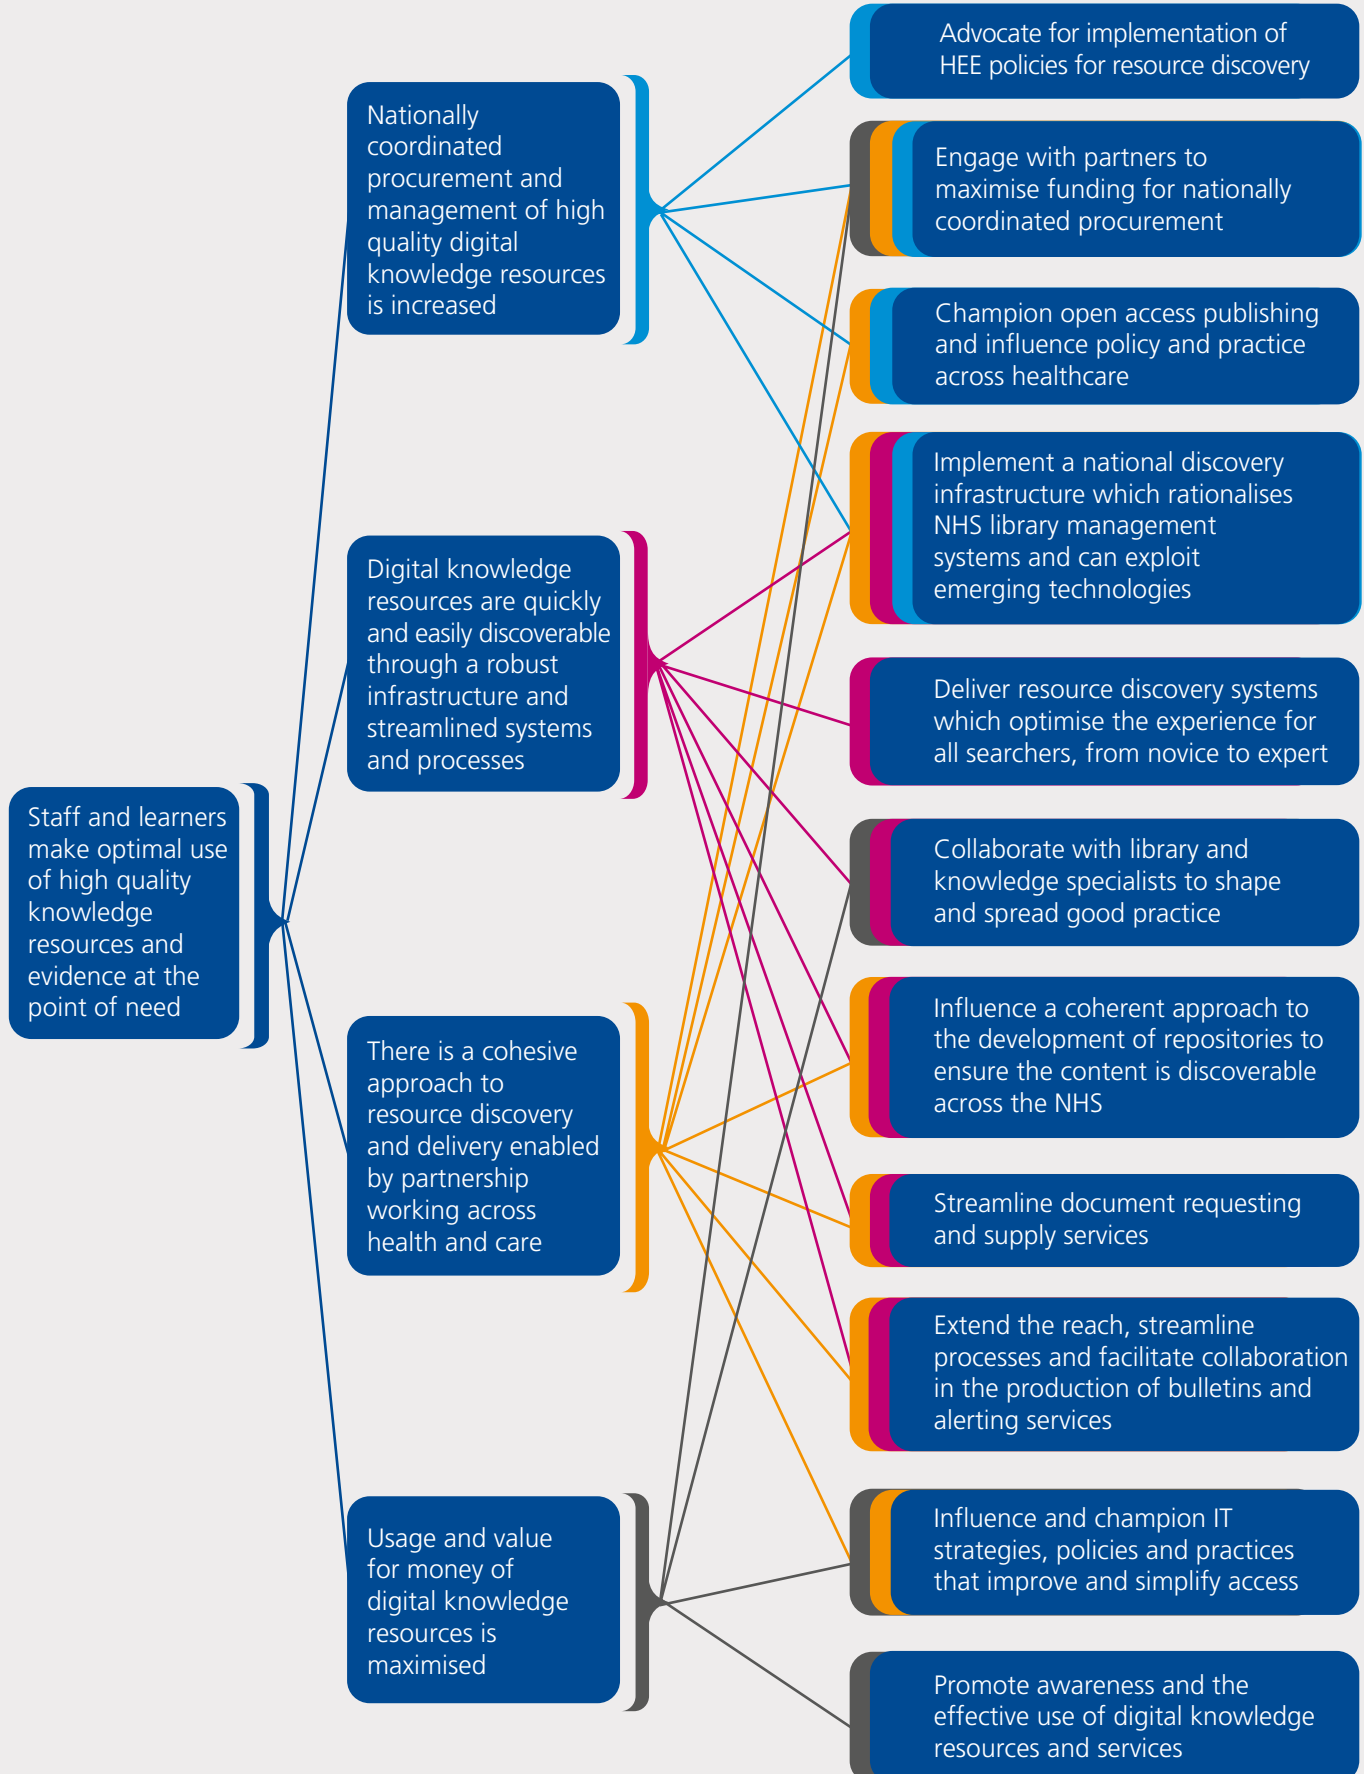 Staff and learners
make optimal use
of high quality
knowledge
resources and
evidence at the
point of need
Nationally
coordinated
procurement and
management of high
quality digital
knowledge resources
is increased
Digital knowledge
resources are quickly
and easily discoverable
through a robust
infrastructure and
streamlined systems
and processes
There is a cohesive
approach to
resource discovery
and delivery enabled
by partnership
working across
health and care
Usage and value
for money of
digital knowledge
resources is
maximised
Advocate for implementation of
HEE policies for resource discovery
Engage with partners to
maximise funding for nationally
coordinated procurement
Champion open access publishing
and influence policy and practice
across healthcare
Implement a national discovery
infrastructure which rationalises
NHS library management
systems and can exploit
emerging technologies
Deliver resource discovery systems
which optimise the experience for
all searchers, from novice to expert
Collaborate with library and
knowledge specialists to shape
and spread good practice
Influence a coherent approach to
the development of repositories to
ensure the content is discoverable
across the NHS
Streamline document requesting
and supply services
Extend the reach, streamline
processes and facilitate collaboration
in the production of bulletins and
alerting services
Influence and champion IT
strategies, policies and practices
that improve and simplify access
Promote awareness and the
effective use of digital knowledge
resources and services